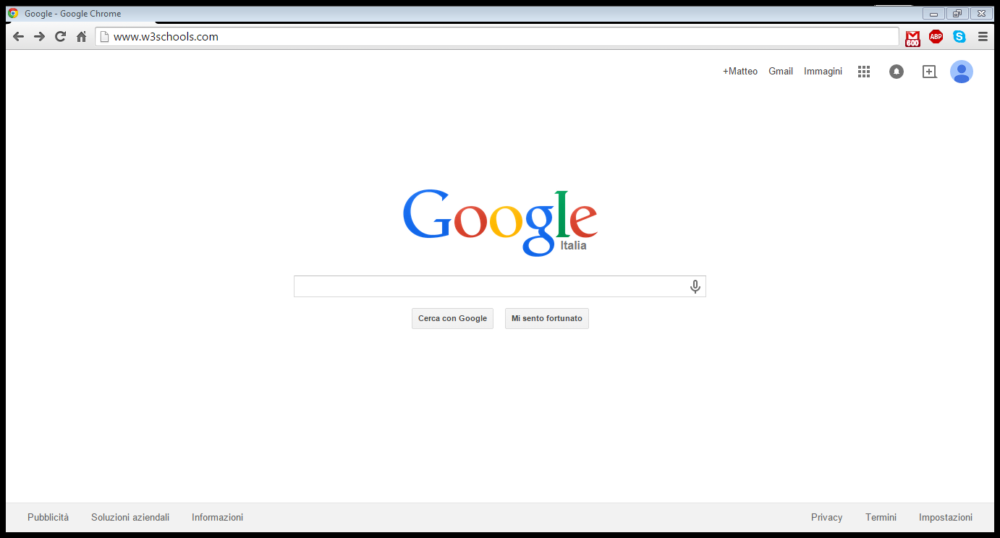 Google - Google Chrome
www.w3schools.com
600
ABP
S
+Matteo Gmail Immagini
Google
Italia
Cerca con Google Mi sento fortunato
Pubblicità Soluzioni aziendali Informazioni Privacy Termini Impostazioni